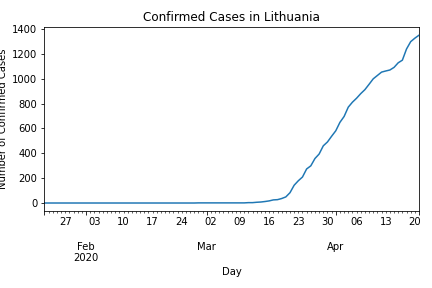 Confirmed Cases in Lithuania
Number of Confirmed Cases
1400
1200
1000
800
600
400
200
0
27 03 10 17 24 02 09 16 23 30 06 13 20
Feb Mar Apr
2020
Day